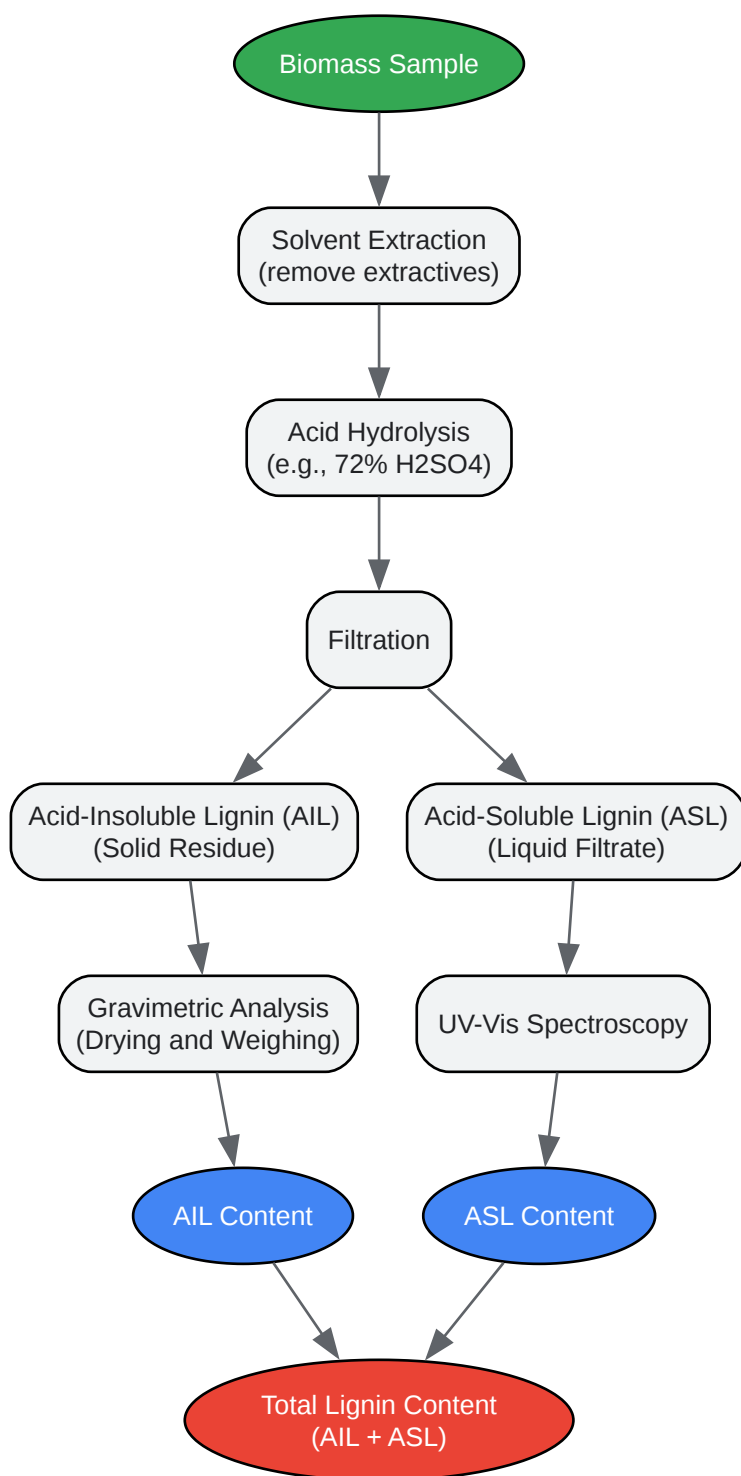 Biomass Sample
Solvent Extraction
(remove extractives)
Acid Hydrolysis
(e.g., 72% H2SO4)
Filtration
Acid-Insoluble Lignin (AIL)
(Solid Residue)
Acid-Soluble Lignin (ASL)
(Liquid Filtrate)
Gravimetric Analysis
(Drying and Weighing)
UV-Vis Spectroscopy
AIL Content
ASL Content
Total Lignin Content
(AIL + ASL)